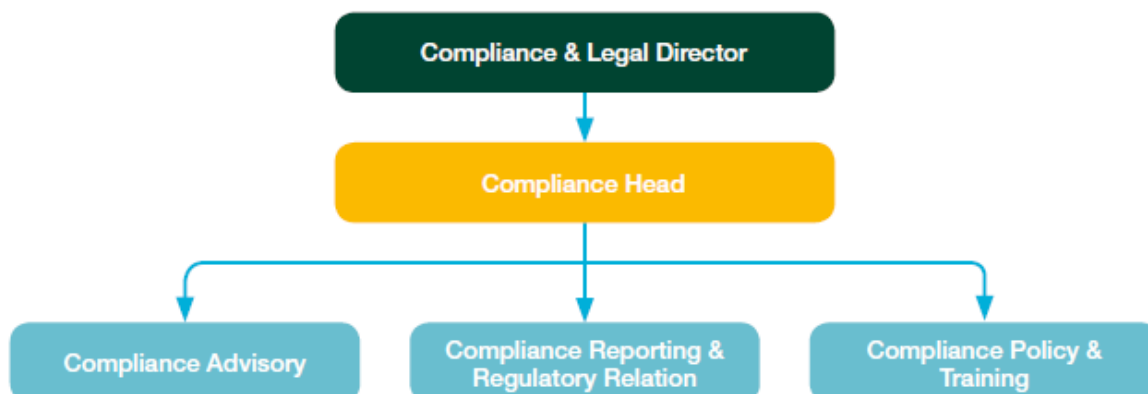 Compliance & Legal Director
Compliance Head
Compliance Advisory
Compliance Reporting &
Regulatory Relation
Compliance Policy &
Training